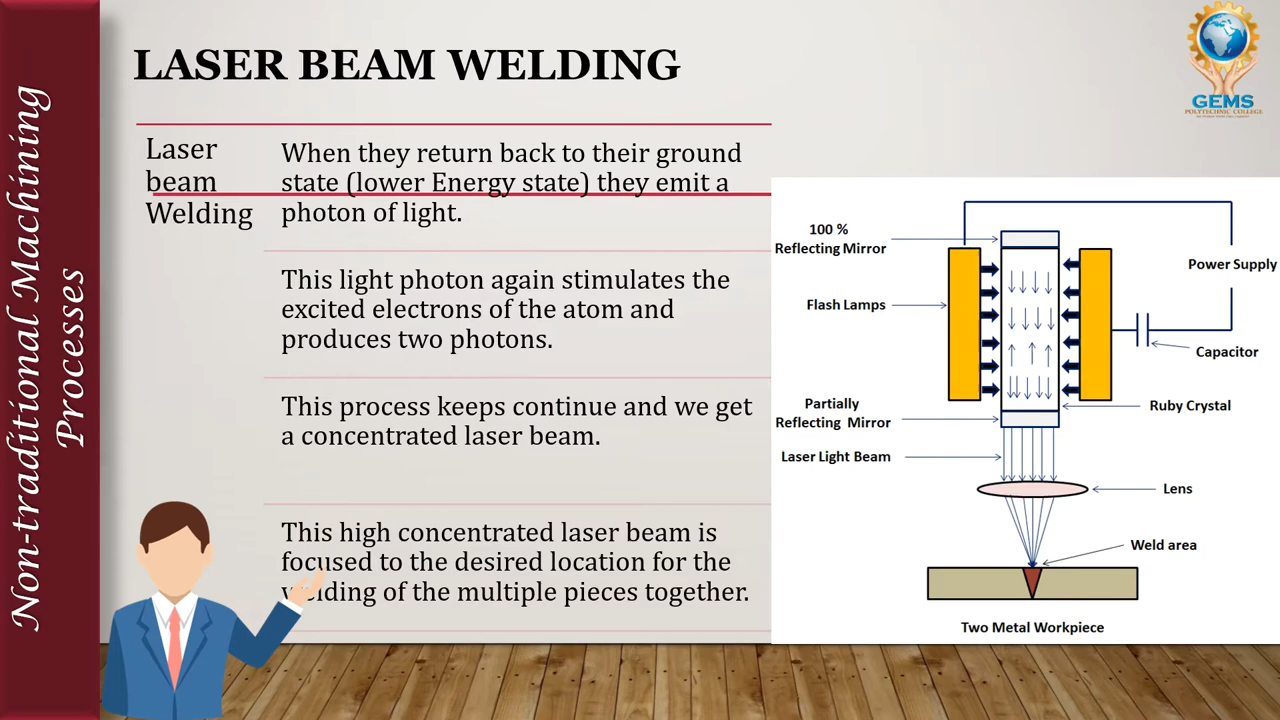 LASER BEAM WELDING
GEMS
POLYTECHNIC COLLEGE
Non-traditional Machining
Processes
Laser
beam
Welding
When they return back to their ground
state (lower Energy state) they emit a
photon of light.
This light photon again stimulates the
excited electrons of the atom and
produces two photons.
This process keeps continue and we get
a concentrated laser beam.
This high concentrated laser beam is
focused to the desired location for the
welding of the multiple pieces together.
100 %
Reflecting Mirror
Power Supply
Flash Lamps
Capacitor
Partially
Reflecting Mirror
Ruby Crystal
Laser Light Beam
Lens
Weld area
Two Metal Workpiece